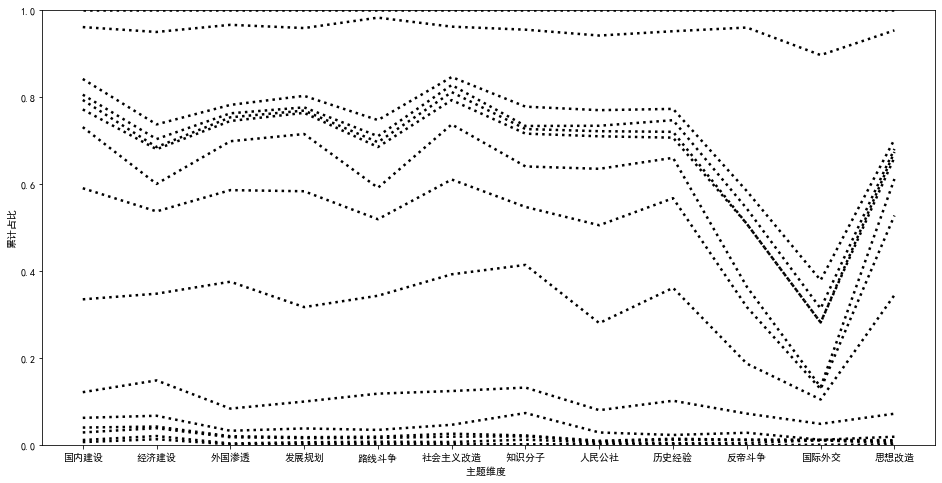 1.0
0.8
0.6
0.4
0.2
0.0
累计占比
国内建设 经济建设 外国渗透 发展规划 路线斗争 社会主义改造 知识分子 人民公社 历史经验 反帝斗争 国际外交 思想改造
主题维度